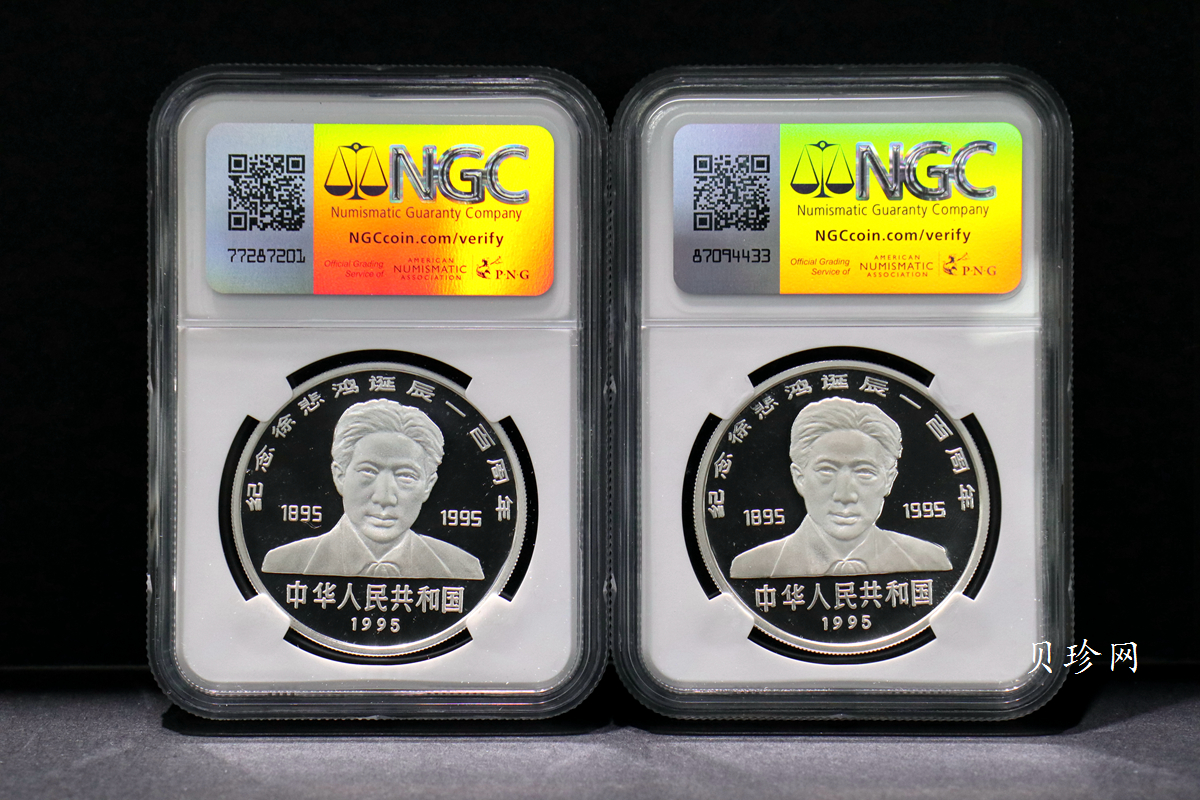 NGC
Numismatic Guaranty Company
NGCcoin.com/verify
77287201
Official Grading
Service of
AMERICAN
NUMISMATIC
ASSOCIATION
PNG
纪念徐悲鸿诞辰一百周年
1895
1995
中华人民共和国
1995
NGC
Numismatic Guaranty Company
NGCcoin.com/verify
87094433
Official Grading
Service of
AMERICAN
NUMISMATIC
ASSOCIATION
PNG
纪念徐悲鸿诞辰一百周年
1895
1995
中华人民共和国
1995
贝珍网